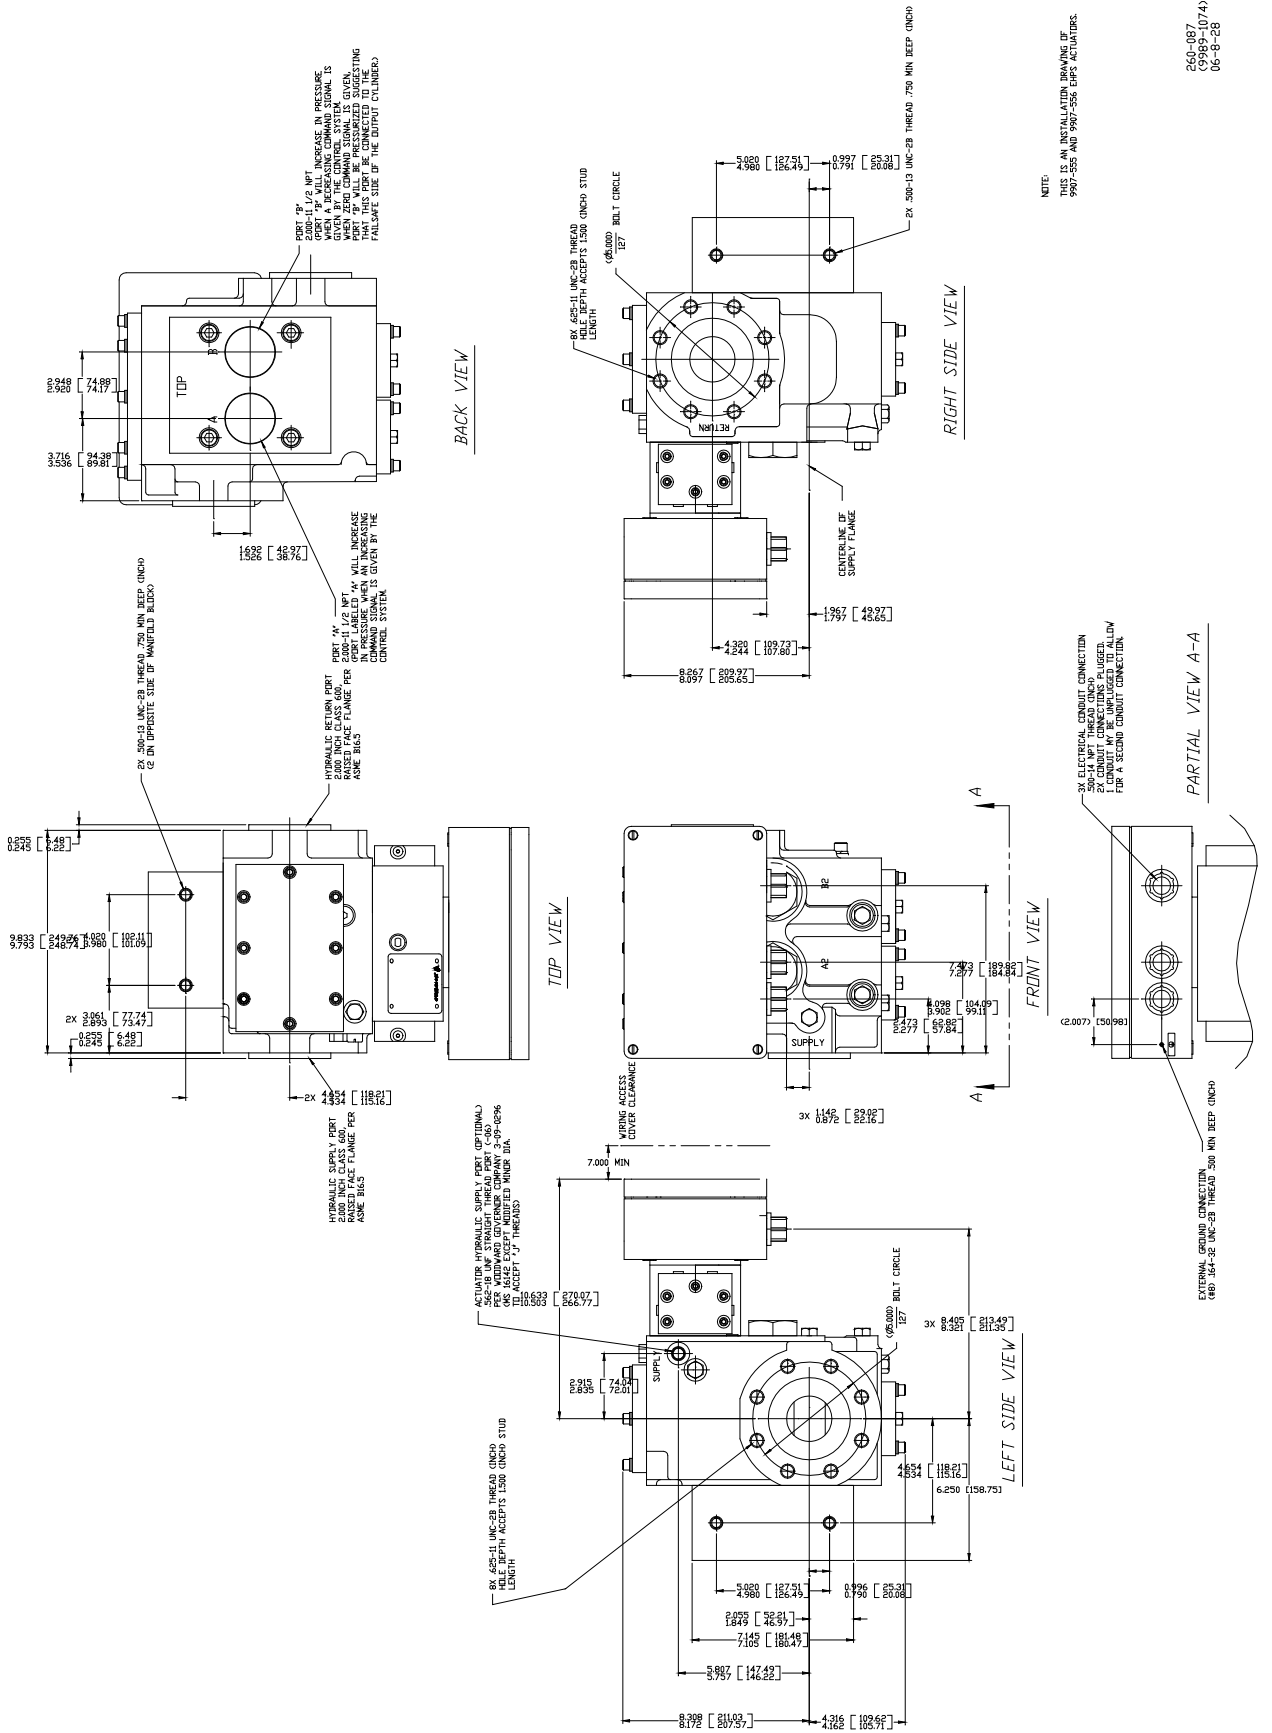 260-087
(9989-1074)
06-8-28
NOTE:
THIS IS AN INSTALLATION DRAWING OF
9907-555 AND 9907-556 EHPS ACTUATORS.
PORT "B"
2.000-11 1/2 NPT
(PORT "B" WILL INCREASE IN PRESSURE
WHEN A DECREASING COMMAND SIGNAL IS
GIVEN BY THE CONTROL SYSTEM.
WHEN ZERO COMMAND SIGNAL IS GIVEN,
PORT "B" WILL BE PRESSURIZED SUGGESTING
THAT THIS PORT BE CONNECTED TO THE
FAILSAFE SIDE OF THE OUTPUT CYLINDER.)
TOP
A
B
2.948 [ 74.88 ]
2.920 [ 74.17 ]
3.716 [ 94.38 ]
3.536 [ 89.81 ]
1.692 [ 42.97 ]
1.526 [ 38.76 ]
PORT "A"
2.000-11 1/2 NPT
(PORT LABELED "A" WILL INCREASE
IN PRESSURE WHEN AN INCREASING
COMMAND SIGNAL IS GIVEN BY THE
CONTROL SYSTEM.
BACK VIEW
8X .625-11 UNC-2B THREAD
HOLE DEPTH ACCEPTS 1.500 (INCH) STUD
LENGTH
(Ø5.000) BOLT CIRCLE
127
5.020 [ 127.51 ]
4.980 [ 126.49 ]
0.997 [ 25.31 ]
0.791 [ 20.08 ]
2X .500-13 UNC-2B THREAD .750 MIN DEEP (INCH)
RETURN
CENTERLINE OF
SUPPLY FLANGE
1.967 [ 49.97 ]
1.797 [ 45.65 ]
4.320 [ 109.73 ]
4.244 [ 107.80 ]
8.267 [ 209.97 ]
8.097 [ 205.65 ]
RIGHT SIDE VIEW
2X .500-13 UNC-2B THREAD .750 MIN DEEP (INCH)
(2 ON OPPOSITE SIDE OF MANIFOLD BLOCK)
HYDRAULIC RETURN PORT
2.000 INCH CLASS 600,
RAISED FACE FLANGE PER
ASME B16.5
0.255 [ 6.48 ]
0.245 [ 6.22 ]
9.833 [ 249.76 ]
9.793 [ 248.74 ]
4.020 [ 102.11 ]
3.980 [ 101.09 ]
2X 3.061 [ 77.74 ]
2.893 [ 73.47 ]
0.255 [ 6.48 ]
0.245 [ 6.22 ]
2X 4.654 [ 118.21 ]
4.534 [ 115.16 ]
HYDRAULIC SUPPLY PORT
2.000 INCH CLASS 600,
RAISED FACE FLANGE PER
ASME B16.5
TOP VIEW
A
B2
A2
SUPPLY
7.473 [ 189.82 ]
7.277 [ 184.84 ]
4.098 [ 104.09 ]
3.902 [ 99.11 ]
2.473 [ 62.82 ]
2.277 [ 57.84 ]
3X 1.142 [ 29.02 ]
0.872 [ 22.16 ]
A
FRONT VIEW
3X ELECTRICAL CONDUIT CONNECTION
.500-14 NPT THREAD (INCH)
2X CONDUIT CONNECTIONS PLUGGED.
1 CONDUIT MY BE UNPLUGGED TO ALLOW
FOR A SECOND CONDUIT CONNECTION.
(2.007) [50.98]
EXTERNAL GROUND CONNECTION
(#8) .164-32 UNC-2B THREAD .500 MIN DEEP (INCH)
PARTIAL VIEW A-A
WIRING ACCESS
COVER CLEARANCE
7.000 MIN
ACTUATOR HYDRAULIC SUPPLY PORT (OPTIONAL)
.562-18 UNF STRAIGHT THREAD PORT (-06)
PER WOODWARD GOVERNOR COMPANY 3-09-0296
(MS 16142 EXCEPT MODIFIED MINOR DIA.
TO ACCEPT "J" THREADS)
10.633 [ 270.07 ]
10.503 [ 266.77 ]
2.915 [ 74.04 ]
2.835 [ 72.01 ]
SUPPLY
(Ø5.000) BOLT CIRCLE
127
3X 8.405 [ 213.49 ]
8.321 [ 211.35 ]
4.654 [ 118.21 ]
4.534 [ 115.16 ]
6.250 [158.75]
8X .625-11 UNC-2B THREAD (INCH)
HOLE DEPTH ACCEPTS 1.500 (INCH) STUD
LENGTH
5.020 [ 127.51 ]
4.980 [ 126.49 ]
0.996 [ 25.31 ]
0.790 [ 20.08 ]
2.055 [ 52.21 ]
1.849 [ 46.97 ]
7.145 [ 181.48 ]
7.105 [ 180.47 ]
5.807 [ 147.49 ]
5.757 [ 146.22 ]
8.308 [ 211.03 ]
8.172 [ 207.57 ]
4.316 [ 109.62 ]
4.162 [ 105.71 ]
LEFT SIDE VIEW